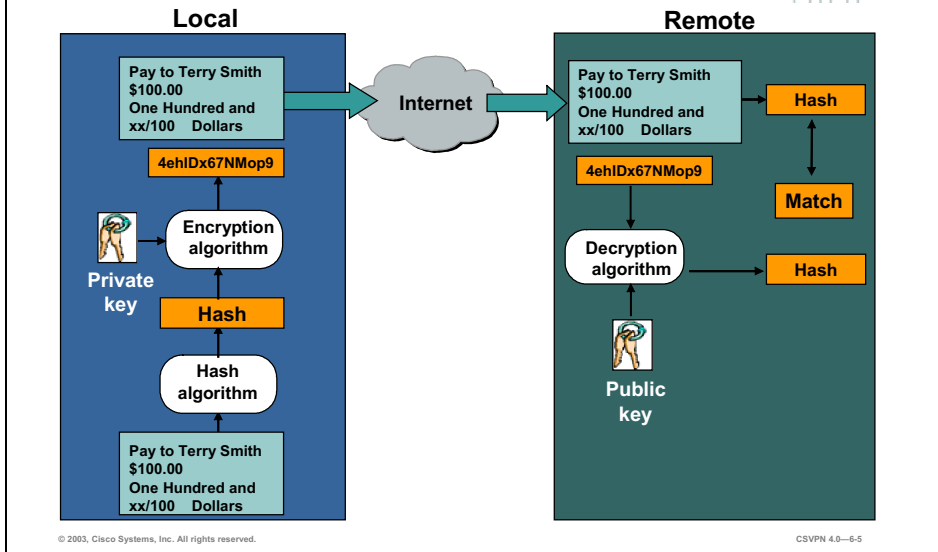 Local
Pay to Terry Smith
$100.00
One Hundred and
xx/100 Dollars
4ehIDx67NMop9
Encryption
algorithm
Private
key
Hash
Hash
algorithm
Pay to Terry Smith
$100.00
One Hundred and
xx/100 Dollars
Internet
Remote
Pay to Terry Smith
$100.00
One Hundred and
xx/100 Dollars
Hash
4ehIDx67NMop9
Match
Decryption
algorithm
Hash
Public
key
© 2003, Cisco Systems, Inc. All rights reserved.
CSVPN 4.0—6-5